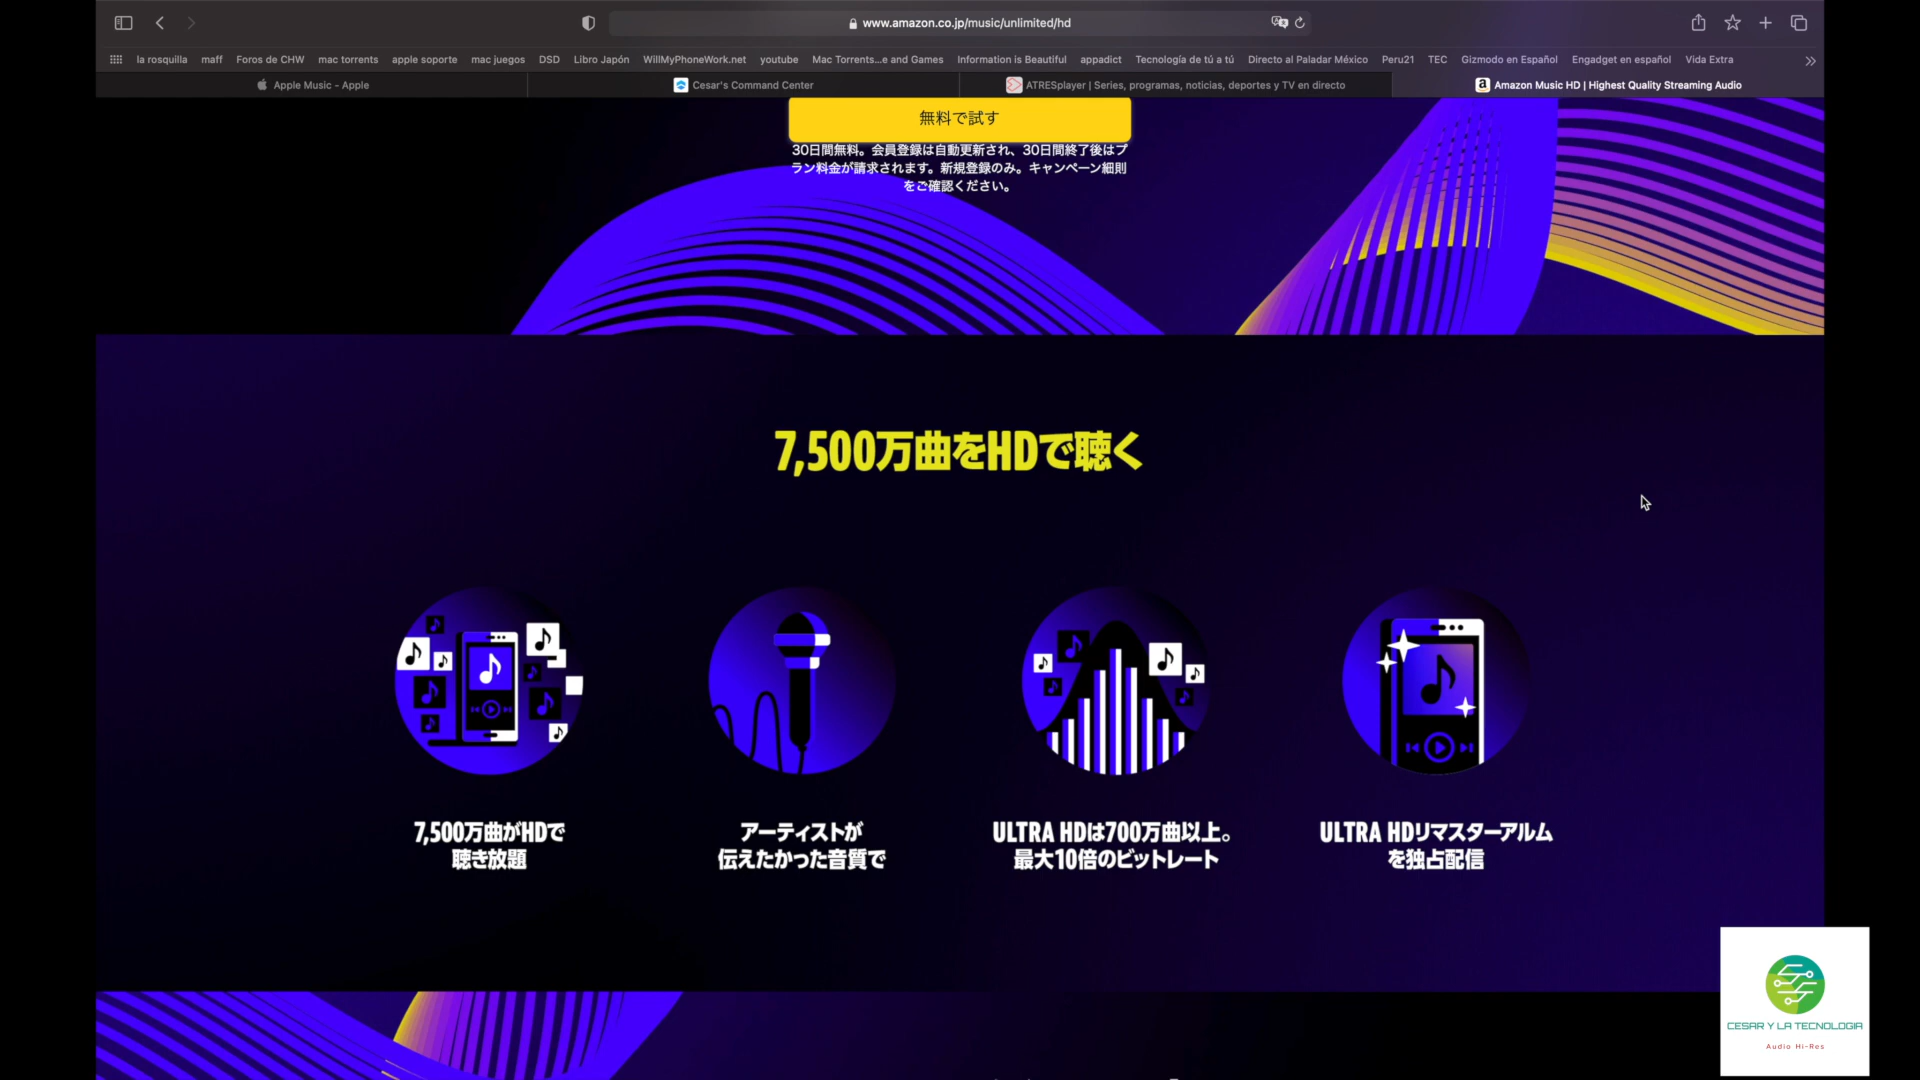 www.amazon.co.jp/music/unlimited/hd
la rosquilla maff Foros de CHW mac torrents apple soporte mac juegos DSD Libro Japón WillMyPhoneWork.net youtube Mac Torrents...e and Games Information is Beautiful appadict Tecnología de tú a tú Directo al Paladar México Peru21 TEC Gizmodo en Español Engadget en español Vida Extra
Apple Music - Apple Cesar's Command Center ATRESplayer | Series, programas, noticias, deportes y TV en directo Amazon Music HD | Highest Quality Streaming Audio
無料で試す
30日間無料。会員登録は自動更新され、30日間終了後はプ
ラン料金が請求されます。新規登録のみ。キャンペーン細則
をご確認ください。
7,500万曲をHDで聴く
7,500万曲がHDで
聴き放題
アーティストが
伝えたかった音質で
ULTRA HDは700万曲以上。
最大10倍のビットレート
ULTRA HDリマスターアルバム
を独占配信
CESAR Y LA TECNOLOGIA
Audio Hi-Res